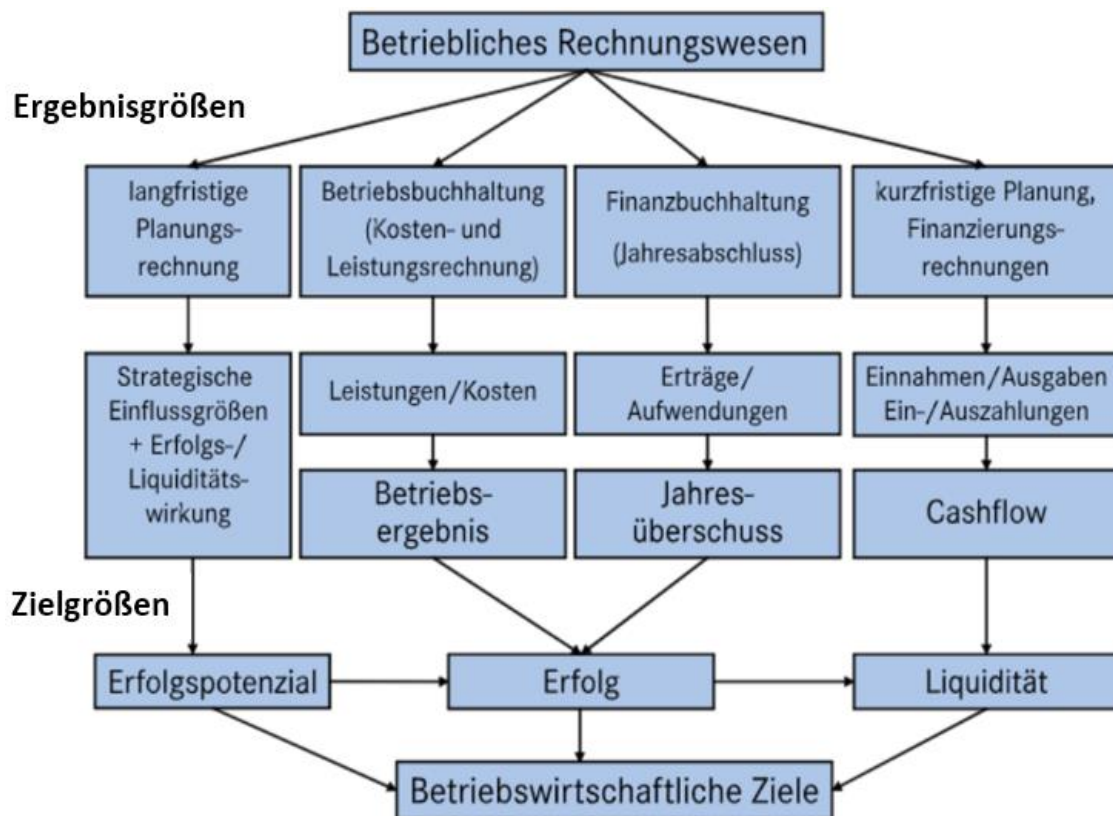 Betriebliches Rechnungswesen
Ergebnisgrößen
langfristige
Planungs-
rechnung
Betriebsbuchhaltung
(Kosten- und
Leistungsrechnung)
Finanzbuchhaltung
(Jahresabschluss)
kurzfristige Planung,
Finanzierungs-
rechnungen
Strategische
Einflussgrößen
+ Erfolgs-/
Liquiditäts-
wirkung
Leistungen/Kosten
Erträge/
Aufwendungen
Einnahmen/Ausgaben
Ein-/Auszahlungen
Betriebs-
ergebnis
Jahres-
überschuss
Cashflow
Zielgrößen
Erfolgspotenzial
Erfolg
Liquidität
Betriebswirtschaftliche Ziele